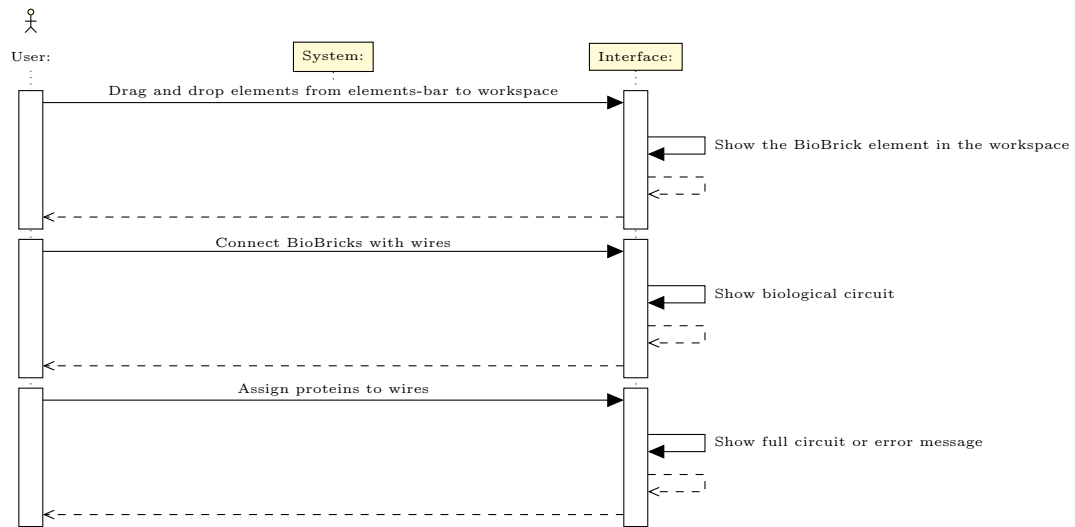 User:
System:
Interface:
Drag and drop elements from elements-bar to workspace
Show the BioBrick element in the workspace
Connect BioBricks with wires
Show biological circuit
Assign proteins to wires
Show full circuit or error message